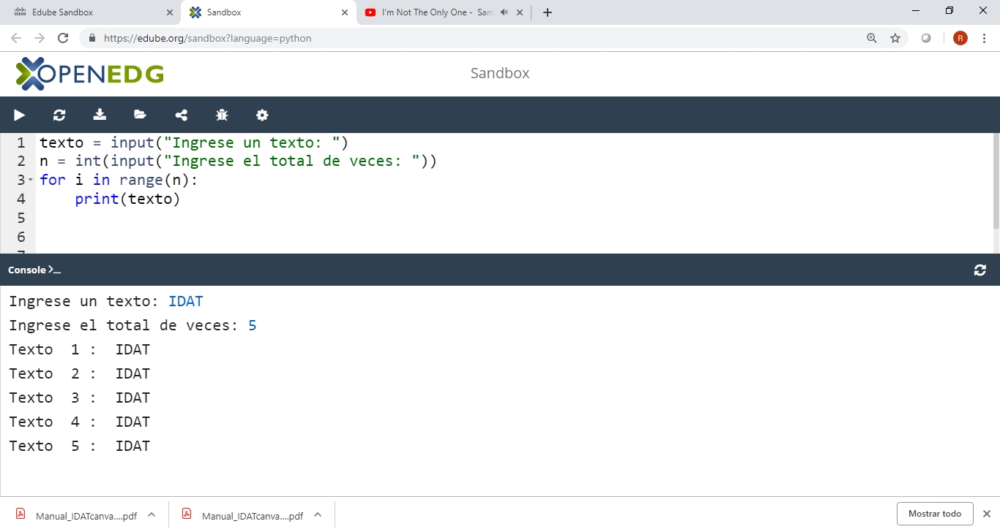 Edube Sandbox
Sandbox
I'm Not The Only One - Sam
https://edube.org/sandbox?language=python
R
OPENEDG
Sandbox
1 texto = input("Ingrese un texto: ")
2 n = int(input("Ingrese el total de veces: "))
3 for i in range(n):
4     print(texto)
5
6
Console >_
Ingrese un texto: IDAT
Ingrese el total de veces: 5
Texto  1 :  IDAT
Texto  2 :  IDAT
Texto  3 :  IDAT
Texto  4 :  IDAT
Texto  5 :  IDAT
Manual_IDATcanva....pdf
Manual_IDATcanva....pdf
Mostrar todo